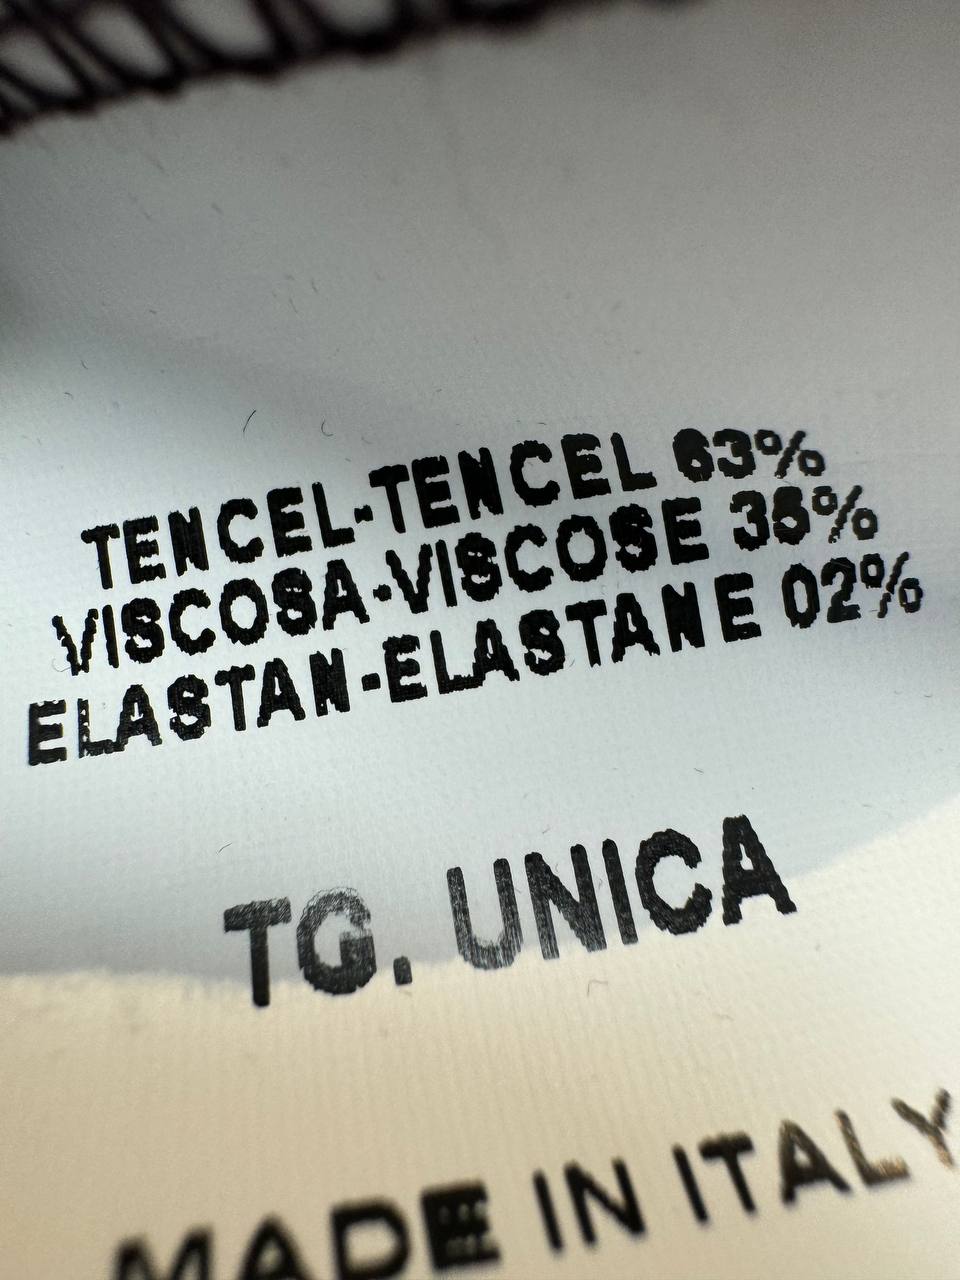 TENCEL-TENCEL 63%
VISCOSA-VISCOSE 35%
ELASTAN-ELASTANE 02%
TG. UNICA
MADE IN ITALY